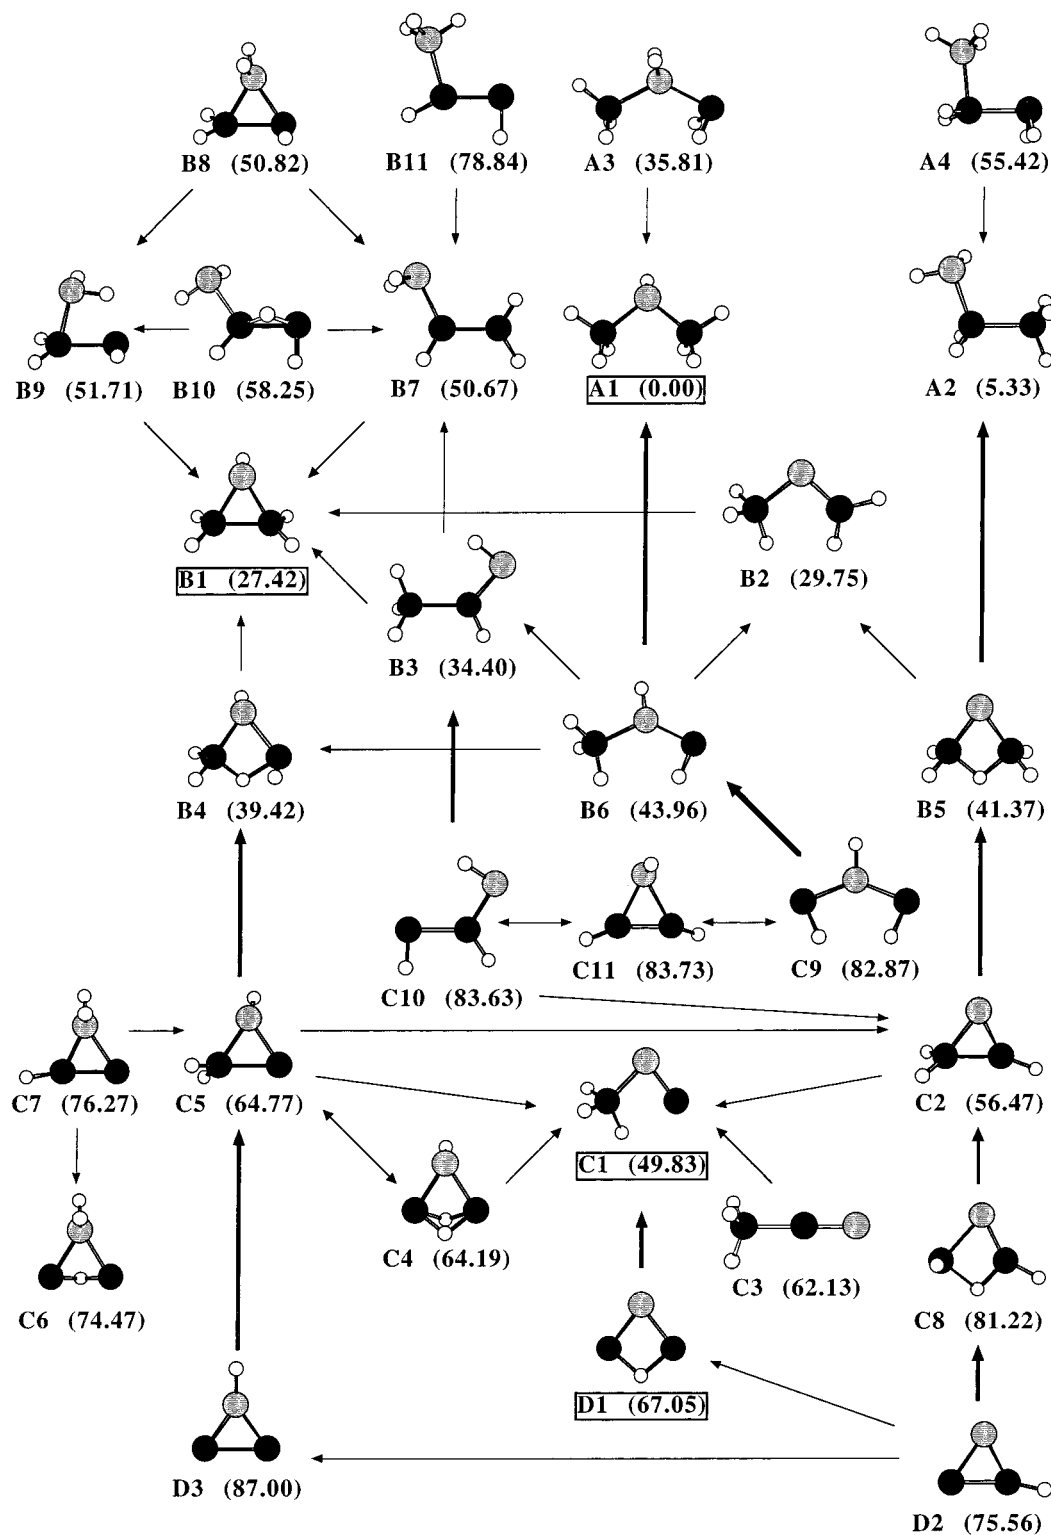 B8 (50.82)
B11 (78.84)
A3 (35.81)
A4 (55.42)
B9 (51.71)
B10 (58.25)
B7 (50.67)
A1 (0.00)
A2 (5.33)
B1 (27.42)
B2 (29.75)
B3 (34.40)
B4 (39.42)
B6 (43.96)
B5 (41.37)
C10 (83.63)
C11 (83.73)
C9 (82.87)
C7 (76.27)
C5 (64.77)
C2 (56.47)
C1 (49.83)
C4 (64.19)
C3 (62.13)
C6 (74.47)
C8 (81.22)
D1 (67.05)
D3 (87.00)
D2 (75.56)